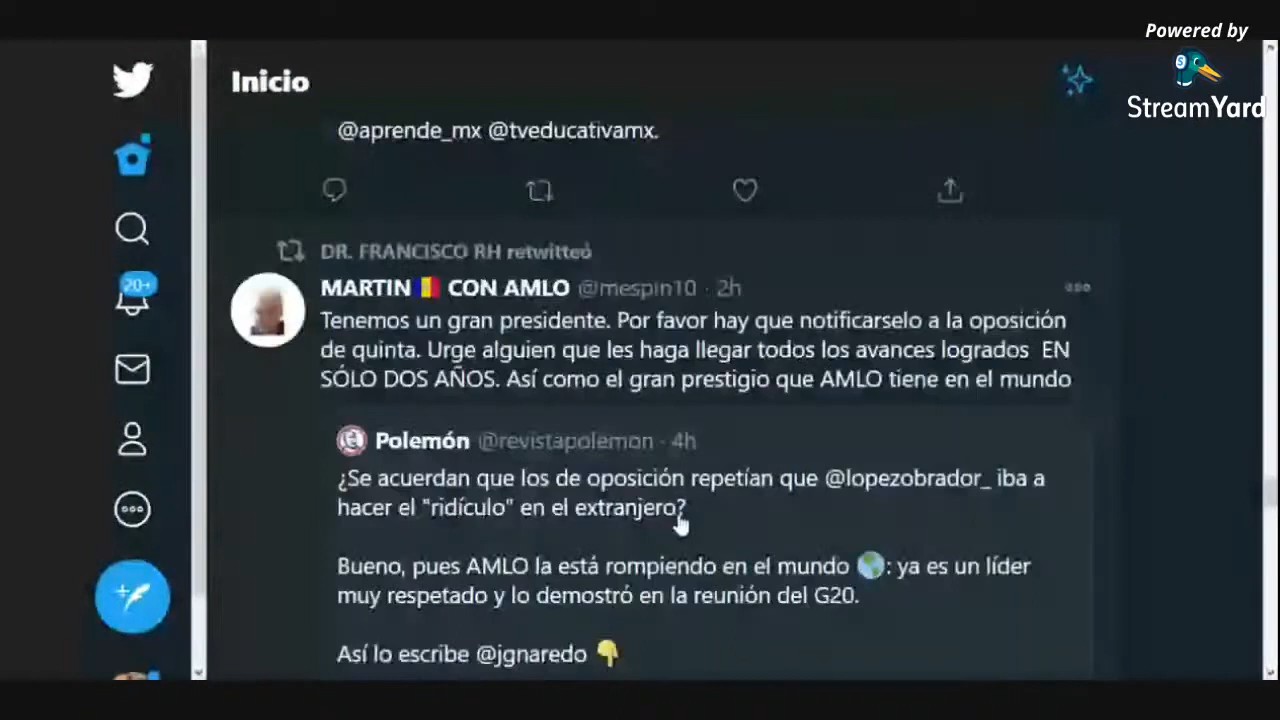 Powered by
StreamYard
Inicio
@aprende_mx @tveducativamx.
DR. FRANCISCO RH retwitteó
MARTIN🇦🇩 CON AMLO @mespin10 · 2h
Tenemos un gran presidente. Por favor hay que notificarselo a la oposición
de quinta. Urge alguien que les haga llegar todos los avances logrados EN
SÓLO DOS AÑOS. Así como el gran prestigio que AMLO tiene en el mundo
20+
Polemón @revistapolemon · 4h
¿Se acuerdan que los de oposición repetían que @lopezobrador_ iba a
hacer el "ridículo" en el extranjero?
Bueno, pues AMLO la está rompiendo en el mundo 🌎: ya es un líder
muy respetado y lo demostró en la reunión del G20.
Así lo escribe @jgnaredo 👇